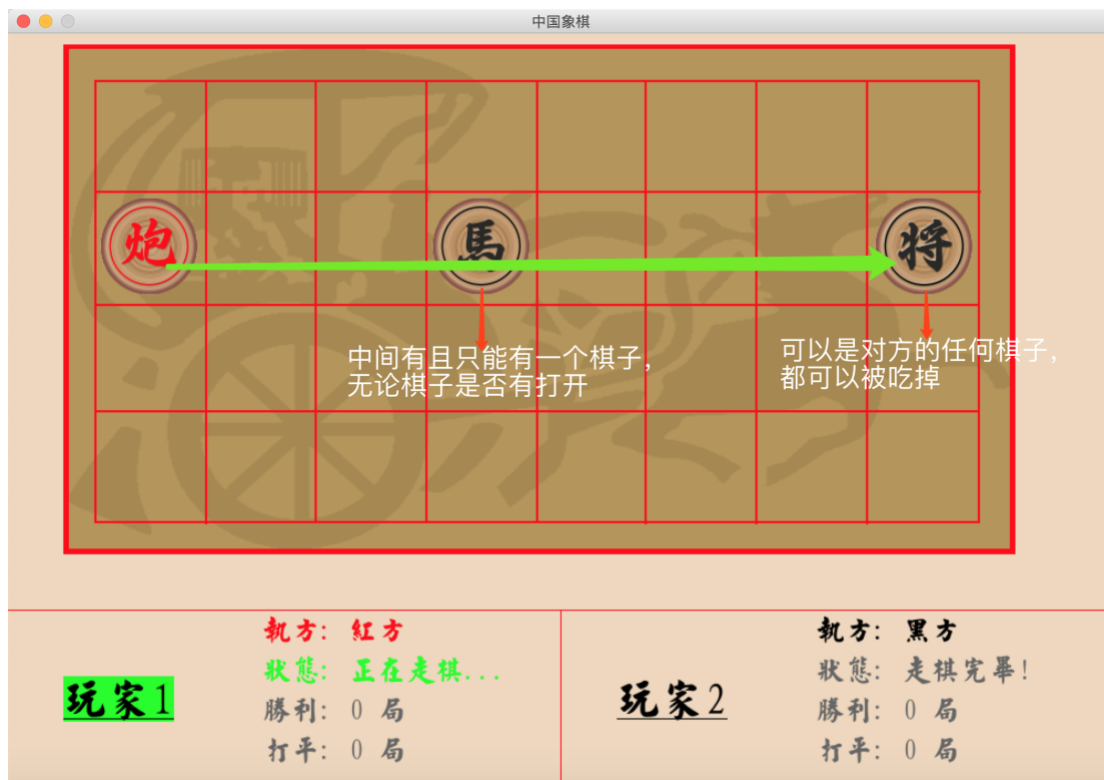 中国象棋
炮
馬
将
中间有且只能有一个棋子，
无论棋子是否有打开
可以是对方的任何棋子，
都可以被吃掉
玩家1
執方: 紅方
狀態: 正在走棋...
勝利: 0 局
打平: 0 局
玩家2
執方: 黑方
狀態: 走棋完畢!
勝利: 0 局
打平: 0 局